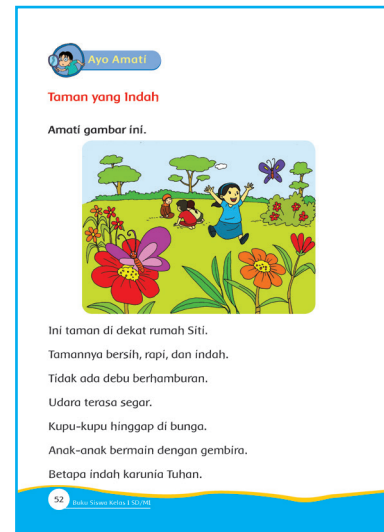 Ayo Amati
Taman yang Indah
Amati gambar ini.
Ini taman di dekat rumah Siti.
Tamannya bersih, rapi, dan indah.
Tidak ada debu berhamburan.
Udara terasa segar.
Kupu-kupu hinggap di bunga.
Anak-anak bermain dengan gembira.
Betapa indah karunia Tuhan.
52 Buku Siswa Kelas I SD/MI